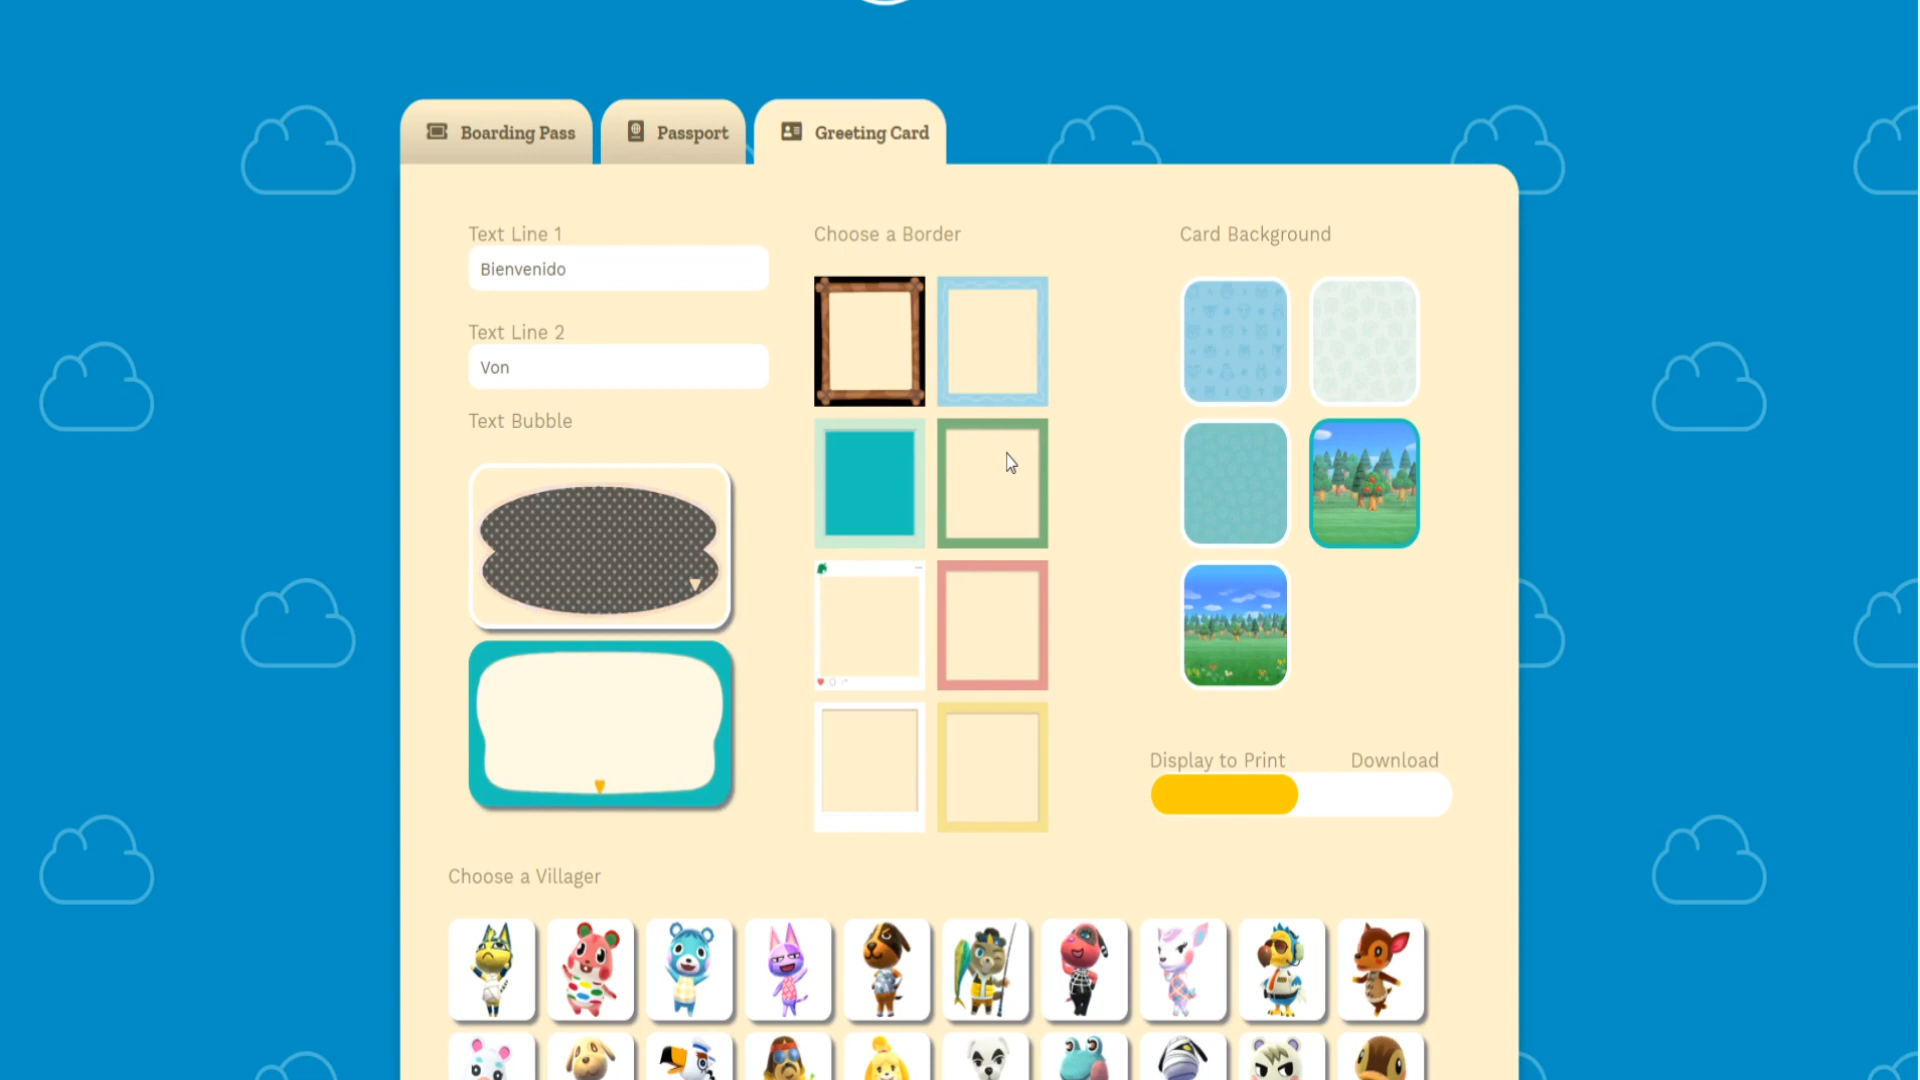 Boarding Pass
Passport
Greeting Card
Text Line 1
Bienvenido
Text Line 2
Von
Text Bubble
Choose a Border
Card Background
Display to Print
Download
Choose a Villager